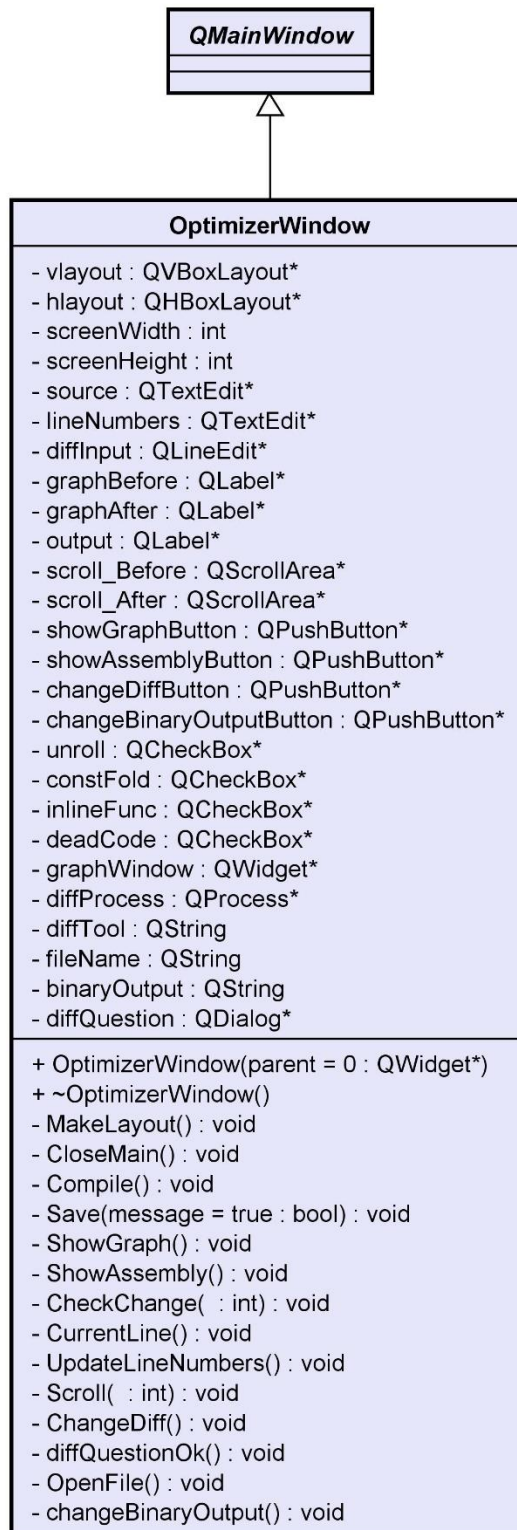 QMainWindow
OptimizerWindow
- vlayout : QVBoxLayout*
- hlayout : QHBoxLayout*
- screenWidth : int
- screenHeight : int
- source : QTextEdit*
- lineNumbers : QTextEdit*
- diffInput : QLineEdit*
- graphBefore : QLabel*
- graphAfter : QLabel*
- output : QLabel*
- scroll_Before : QScrollArea*
- scroll_After : QScrollArea*
- showGraphButton : QPushButton*
- showAssemblyButton : QPushButton*
- changeDiffButton : QPushButton*
- changeBinaryOutputButton : QPushButton*
- unroll : QCheckBox*
- constFold : QCheckBox*
- inlineFunc : QCheckBox*
- deadCode : QCheckBox*
- graphWindow : QWidget*
- diffProcess : QProcess*
- diffTool : QString
- fileName : QString
- binaryOutput : QString
- diffQuestion : QDialog*
+ OptimizerWindow(parent = 0 : QWidget*)
+ ~OptimizerWindow()
- MakeLayout() : void
- CloseMain() : void
- Compile() : void
- Save(message = true : bool) : void
- ShowGraph() : void
- ShowAssembly() : void
- CheckChange( : int) : void
- CurrentLine() : void
- UpdateLineNumbers() : void
- Scroll( : int) : void
- ChangeDiff() : void
- diffQuestionOk() : void
- OpenFile() : void
- changeBinaryOutput() : void